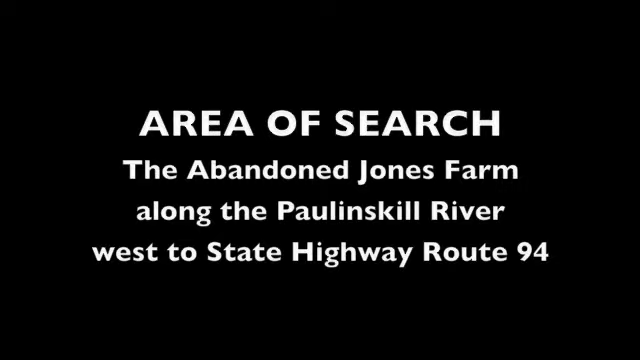 AREA OF SEARCH
The Abandoned Jones Farm
along the Paulinskill River
west to State Highway Route 94